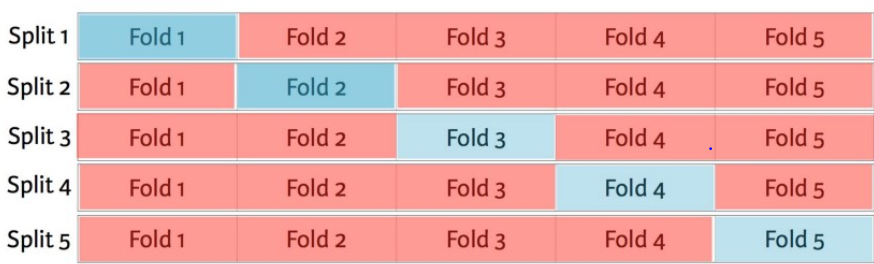 Split 1 Fold 1 Fold 2 Fold 3 Fold 4 Fold 5
Split 2 Fold 1 Fold 2 Fold 3 Fold 4 Fold 5
Split 3 Fold 1 Fold 2 Fold 3 Fold 4 Fold 5
Split 4 Fold 1 Fold 2 Fold 3 Fold 4 Fold 5
Split 5 Fold 1 Fold 2 Fold 3 Fold 4 Fold 5